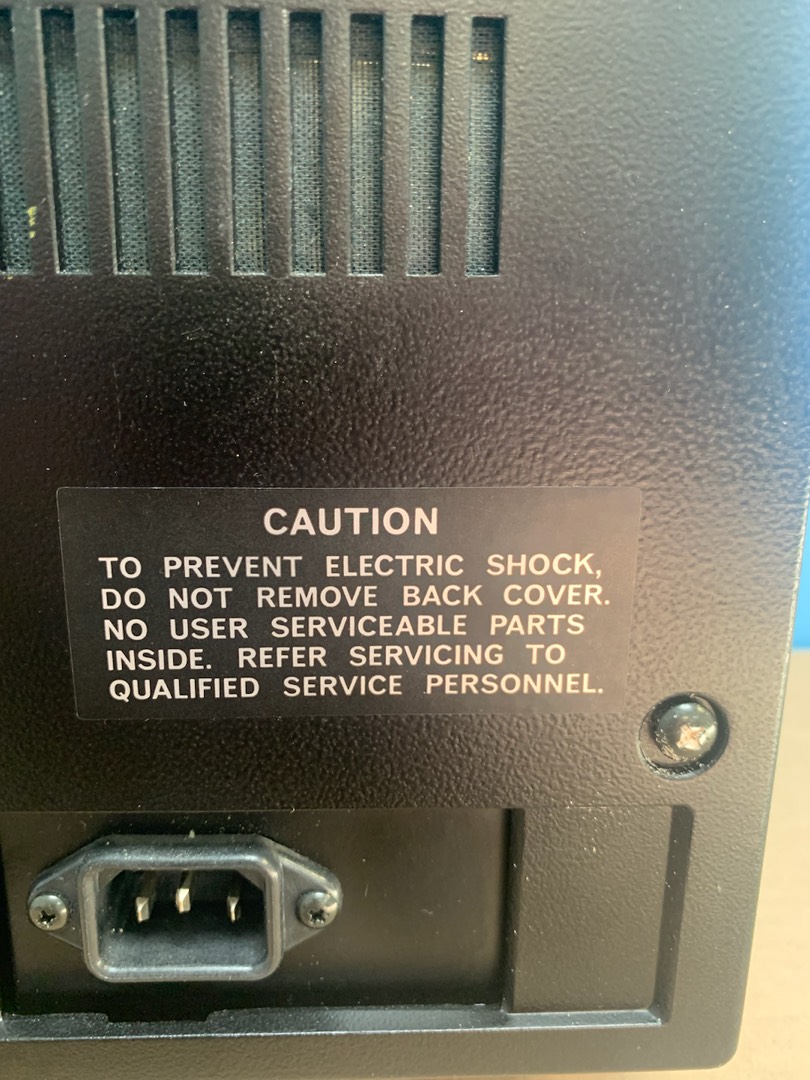 CAUTION
TO PREVENT ELECTRIC SHOCK,
DO NOT REMOVE BACK COVER.
NO USER SERVICEABLE PARTS
INSIDE. REFER SERVICING TO
QUALIFIED SERVICE PERSONNEL.